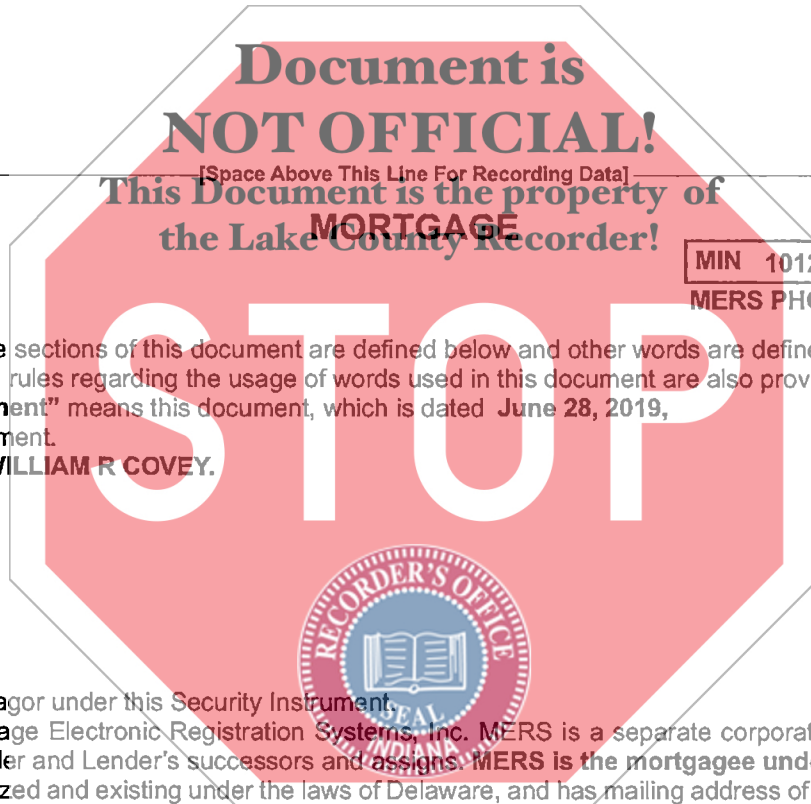 Document is
NOT OFFICIAL!
[Space Above This Line For Recording Data]
This Document is the property of
MORTGAGE
the Lake County Recorder!
MIN 1012
MERS PHO
e sections of this document are defined below and other words are define
rules regarding the usage of words used in this document are also prov
nent" means this document, which is dated June 28, 2019,
ment.
WILLIAM R COVEY.
STOP
RECORDER'S OFFICE
SEAL
INDIANA
agor under this Security Instrument.
age Electronic Registration Systems, Inc. MERS is a separate corporat
er and Lender's successors and assigns. MERS is the mortgagee und
zed and existing under the laws of Delaware, and has mailing address of